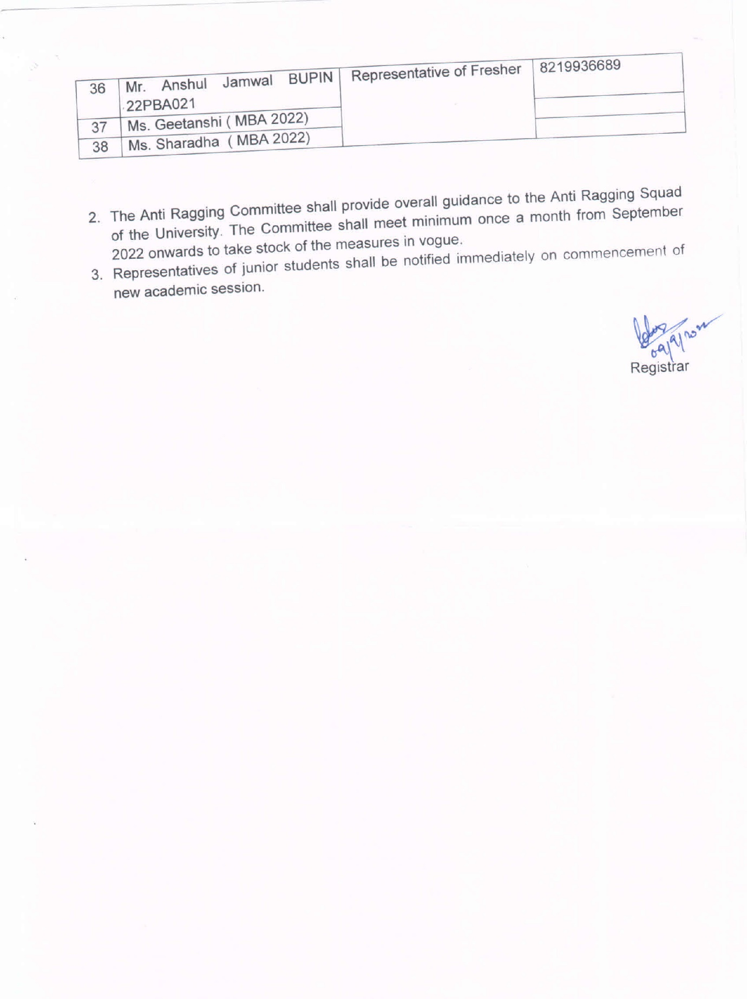 36 Mr. Anshul Jamwal BUPIN Representative of Fresher 8219936689
22PBA021
37 Ms. Geetanshi ( MBA 2022)
38 Ms. Sharadha ( MBA 2022)
2. The Anti Ragging Committee shall provide overall guidance to the Anti Ragging Squad
of the University. The Committee shall meet minimum once a month from September
2022 onwards to take stock of the measures in vogue.
3. Representatives of junior students shall be notified immediately on commencement of
new academic session.
09/9/2022
Registrar